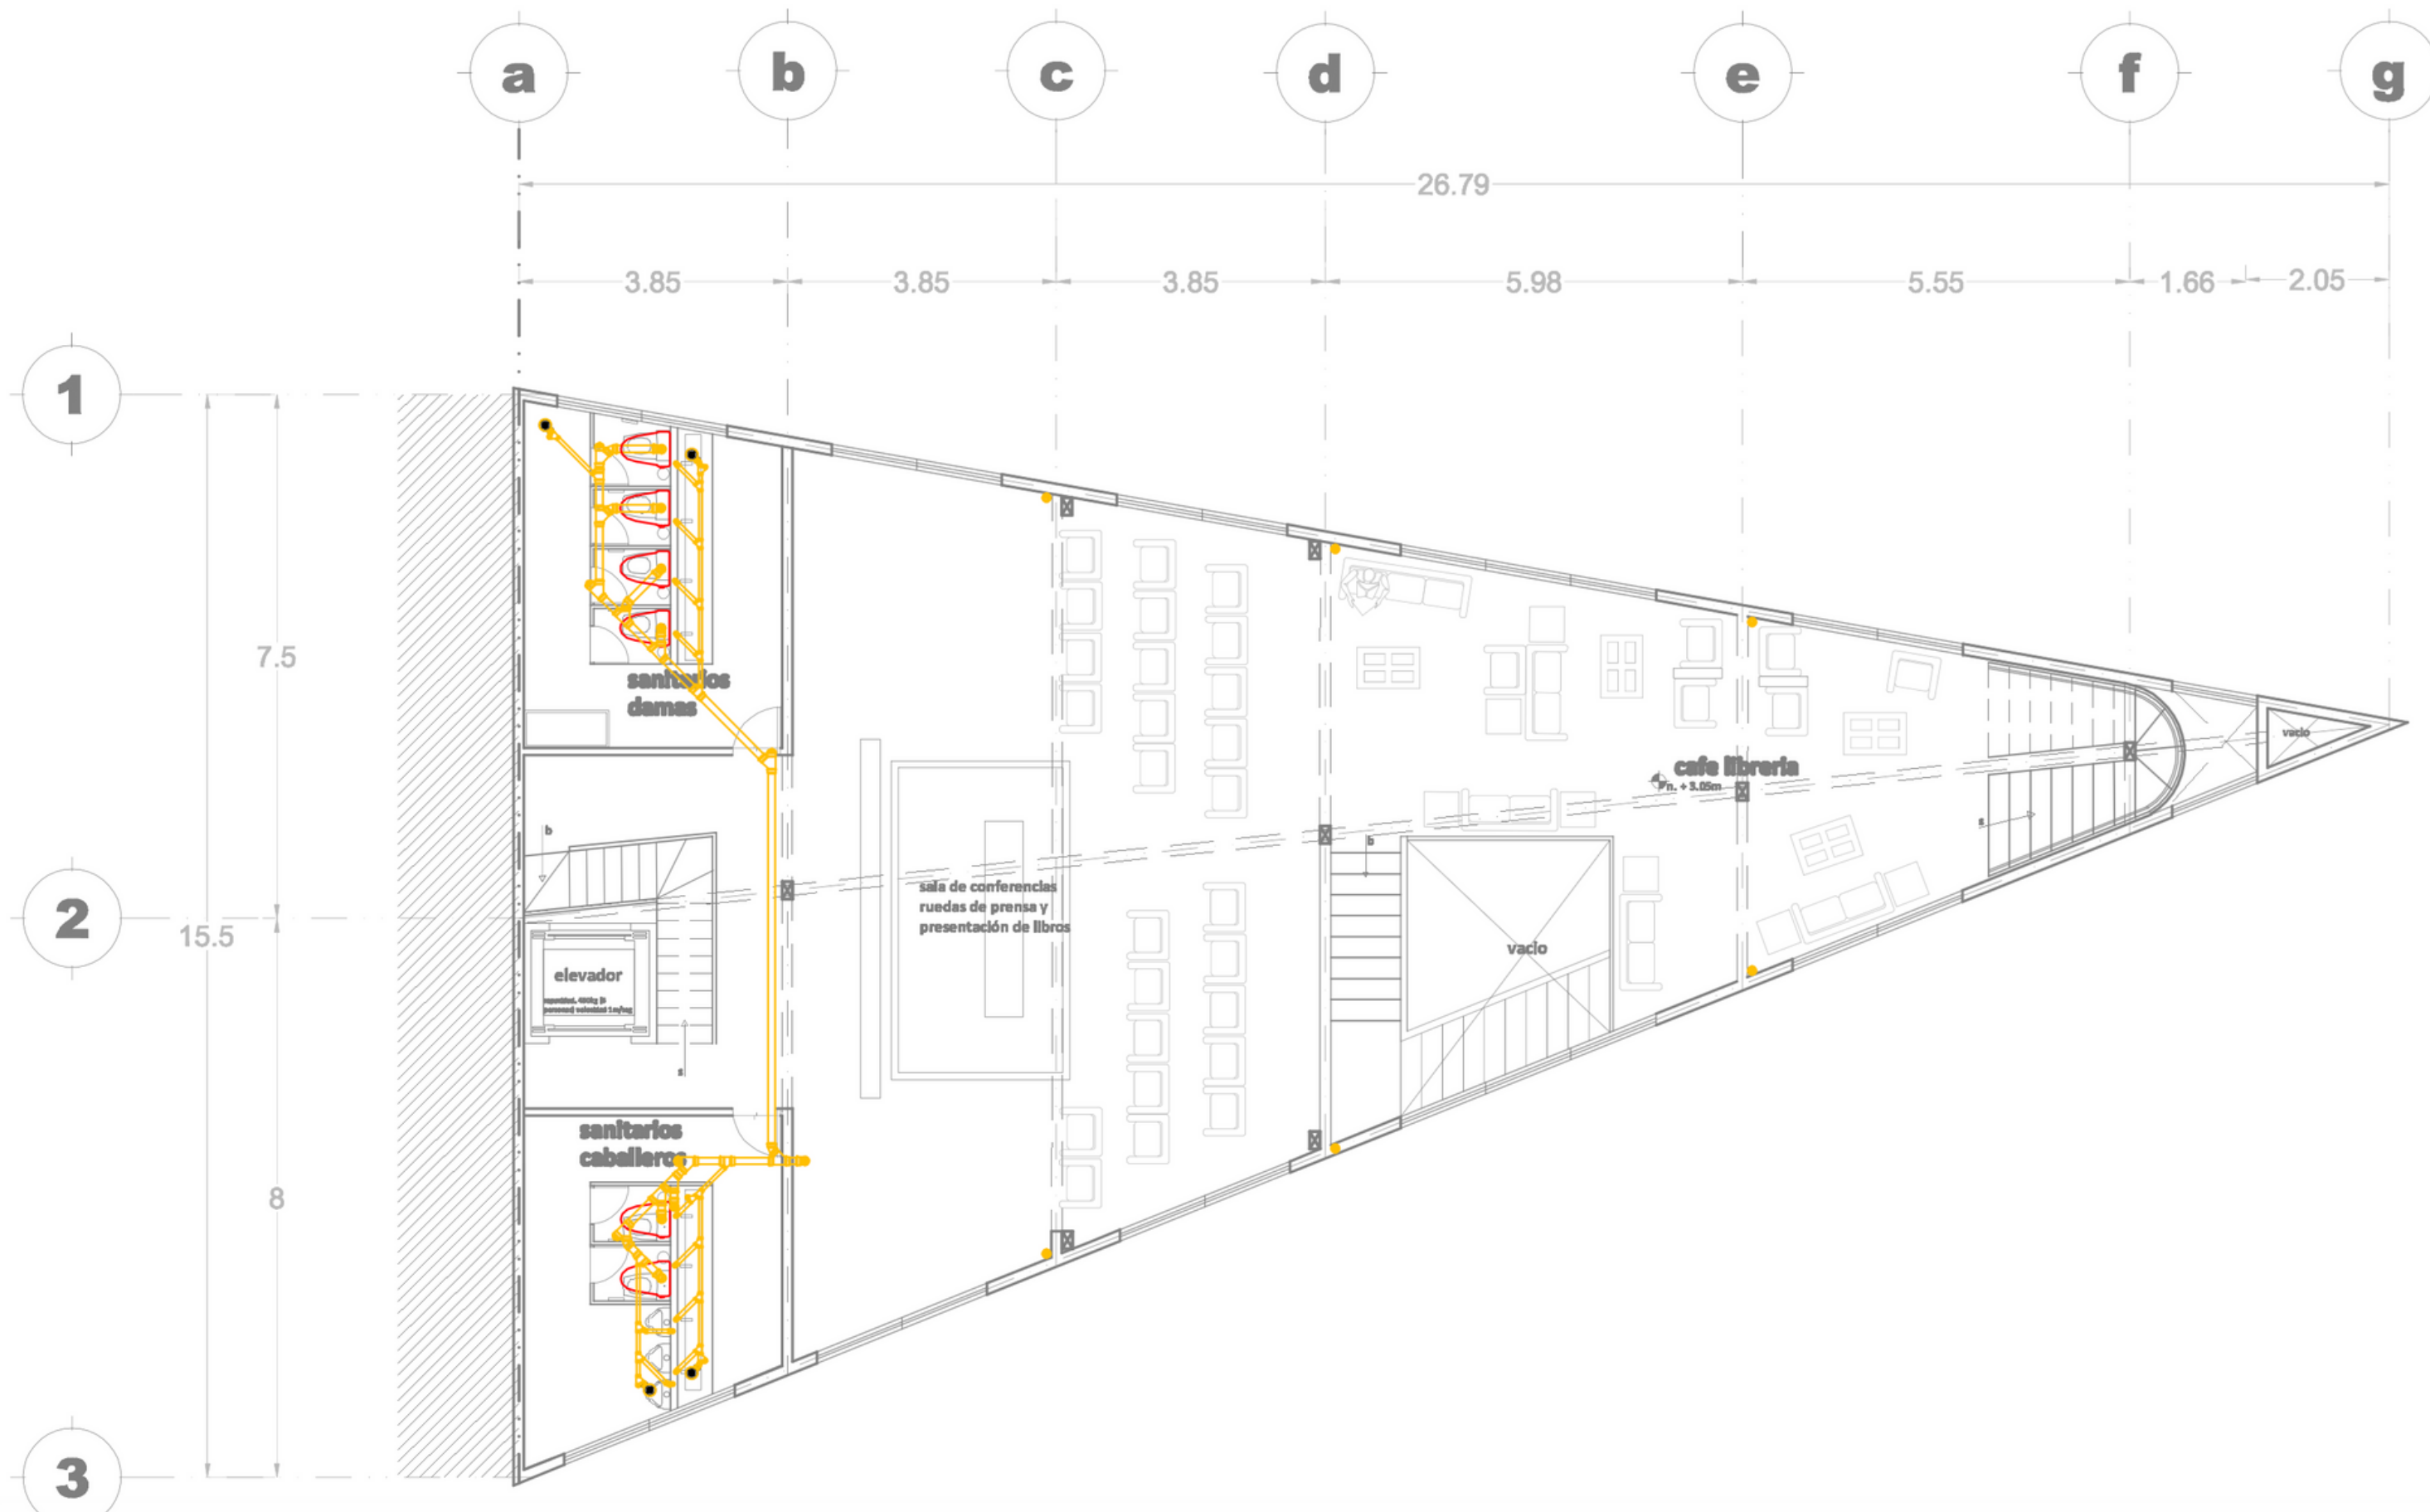 a b c d e f g
26.79
3.85 3.85 3.85 5.98 5.55 1.66 2.05
1
7.5
2
15.5
8
3
sanitarios
damas
b
elevador
s
sanitarios
caballeros
sala de conferencias
ruedas de prensa y
presentación de libros
b
vacio
cafe libreria
n. + 3.05m
s
vacio